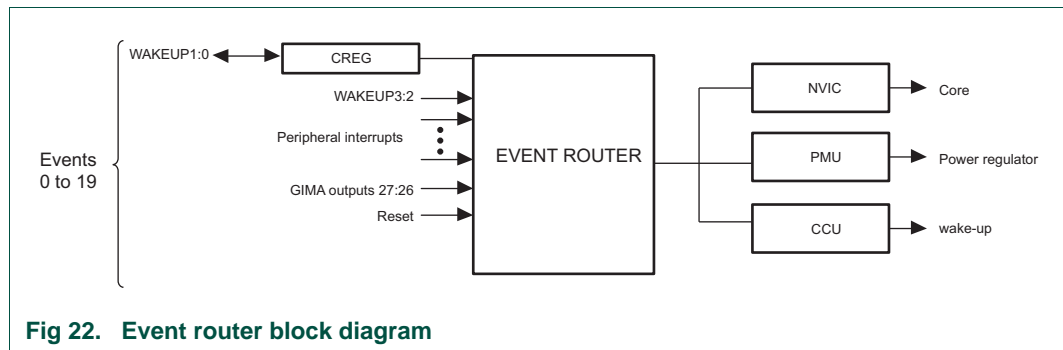 WAKEUP1:0
CREG
WAKEUP3:2
Peripheral interrupts
Events
0 to 19
GIMA outputs 27:26
Reset
EVENT ROUTER
NVIC
Core
PMU
Power regulator
CCU
wake-up
Fig 22. Event router block diagram